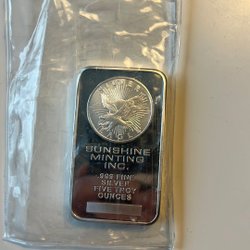 SUNSHINE
MINTING
INC.
.999 FINE
SILVER
FIVE TROY
OUNCES